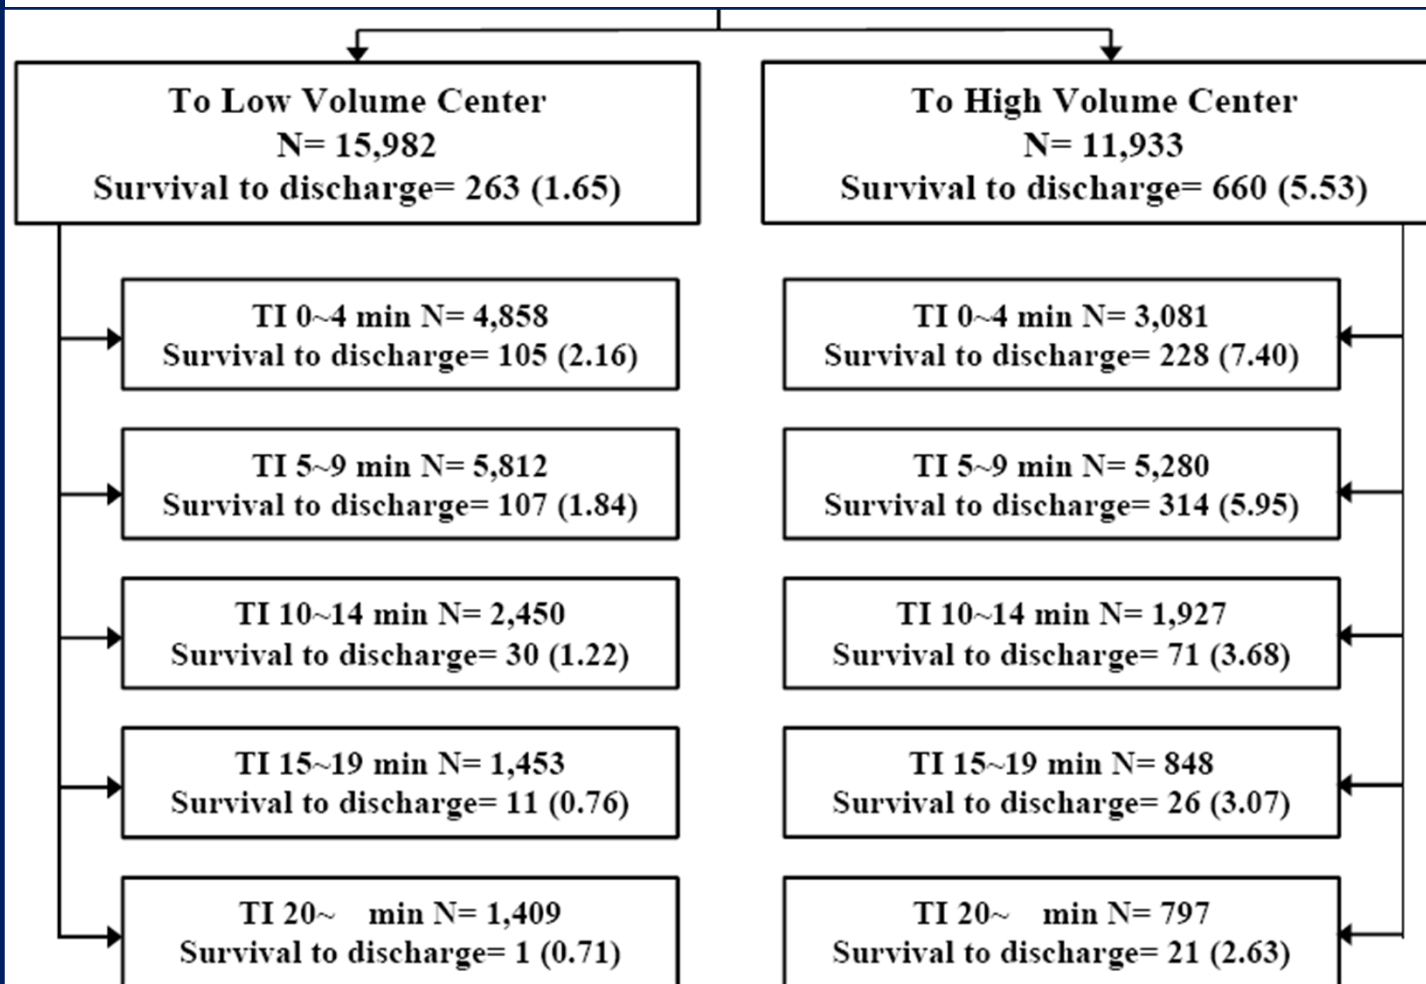 To Low Volume Center
N= 15,982
Survival to discharge= 263 (1.65)
TI 0~4 min N= 4,858
Survival to discharge= 105 (2.16)
TI 5~9 min N= 5,812
Survival to discharge= 107 (1.84)
TI 10~14 min N= 2,450
Survival to discharge= 30 (1.22)
TI 15~19 min N= 1,453
Survival to discharge= 11 (0.76)
TI 20~ min N= 1,409
Survival to discharge= 1 (0.71)
To High Volume Center
N= 11,933
Survival to discharge= 660 (5.53)
TI 0~4 min N= 3,081
Survival to discharge= 228 (7.40)
TI 5~9 min N= 5,280
Survival to discharge= 314 (5.95)
TI 10~14 min N= 1,927
Survival to discharge= 71 (3.68)
TI 15~19 min N= 848
Survival to discharge= 26 (3.07)
TI 20~ min N= 797
Survival to discharge= 21 (2.63)